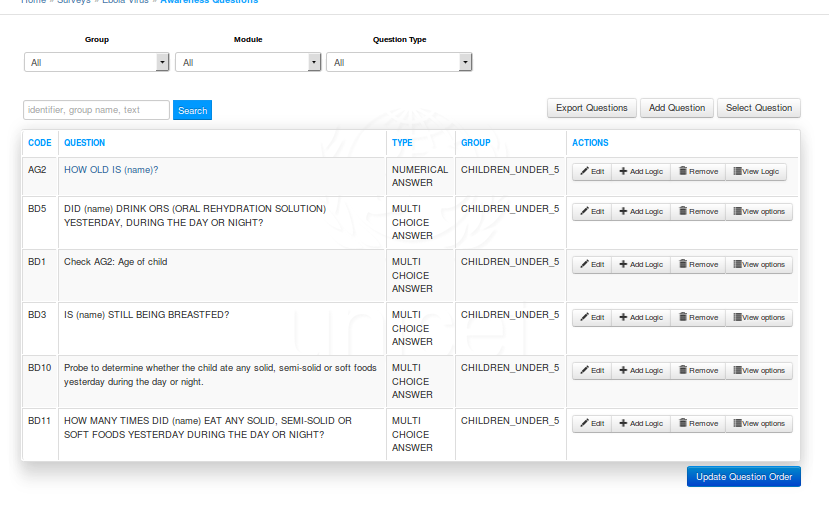 Home » Surveys » Ebola Virus » Awareness Questions
Group Module Question Type
All All All
identifier, group name, text Search Export Questions Add Question Select Question
CODE QUESTION TYPE GROUP ACTIONS
AG2 HOW OLD IS (name)? NUMERICAL CHILDREN_UNDER_5 Edit Add Logic Remove View Logic
ANSWER
BD5 DID (name) DRINK ORS (ORAL REHYDRATION SOLUTION) MULTI CHILDREN_UNDER_5 Edit Add Logic Remove View options
YESTERDAY, DURING THE DAY OR NIGHT? CHOICE
ANSWER
BD1 Check AG2: Age of child MULTI CHILDREN_UNDER_5 Edit Add Logic Remove View options
CHOICE
ANSWER
BD3 IS (name) STILL BEING BREASTFED? MULTI CHILDREN_UNDER_5 Edit Add Logic Remove View options
CHOICE
ANSWER
BD10 Probe to determine whether the child ate any solid, semi-solid or soft foods MULTI CHILDREN_UNDER_5 Edit Add Logic Remove View options
yesterday during the day or night. CHOICE
ANSWER
BD11 HOW MANY TIMES DID (name) EAT ANY SOLID, SEMI-SOLID OR MULTI CHILDREN_UNDER_5 Edit Add Logic Remove View options
SOFT FOODS YESTERDAY DURING THE DAY OR NIGHT? CHOICE
ANSWER
Update Question Order